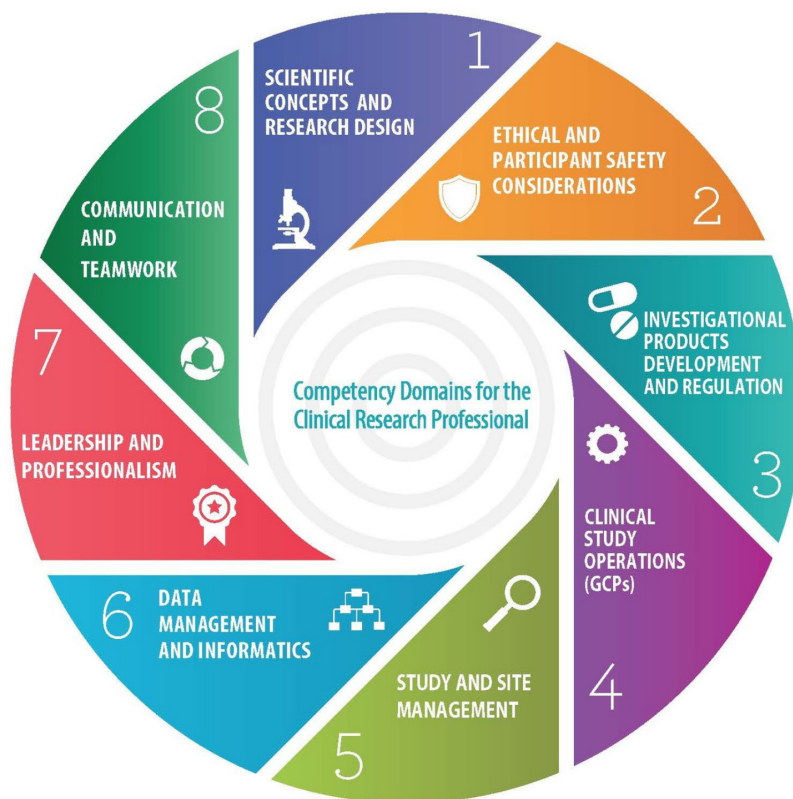 1
SCIENTIFIC
CONCEPTS AND
RESEARCH DESIGN
ETHICAL AND
PARTICIPANT SAFETY
CONSIDERATIONS
2
INVESTIGATIONAL
PRODUCTS
DEVELOPMENT
AND REGULATION
3
CLINICAL
STUDY
OPERATIONS
(GCPs)
4
STUDY AND SITE
MANAGEMENT
5
6
DATA
MANAGEMENT
AND INFORMATICS
7
LEADERSHIP AND
PROFESSIONALISM
8
COMMUNICATION
AND
TEAMWORK
Competency Domains for the
Clinical Research Professional